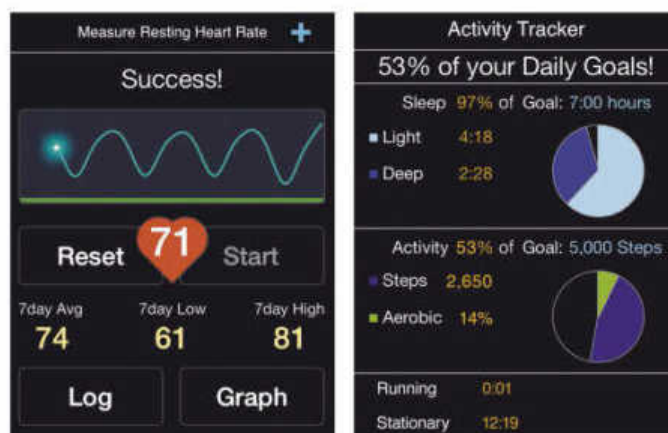 Measure Resting Heart Rate +
Success!
Reset
71
Start
7day Avg 7day Low 7day High
74 61 81
Log Graph
Activity Tracker
53% of your Daily Goals!
Sleep 97% of Goal: 7:00 hours
Light 4:18
Deep 2:28
Activity 53% of Goal: 5,000 Steps
Steps 2,650
Aerobic 14%
Running 0:01
Stationary 12:19